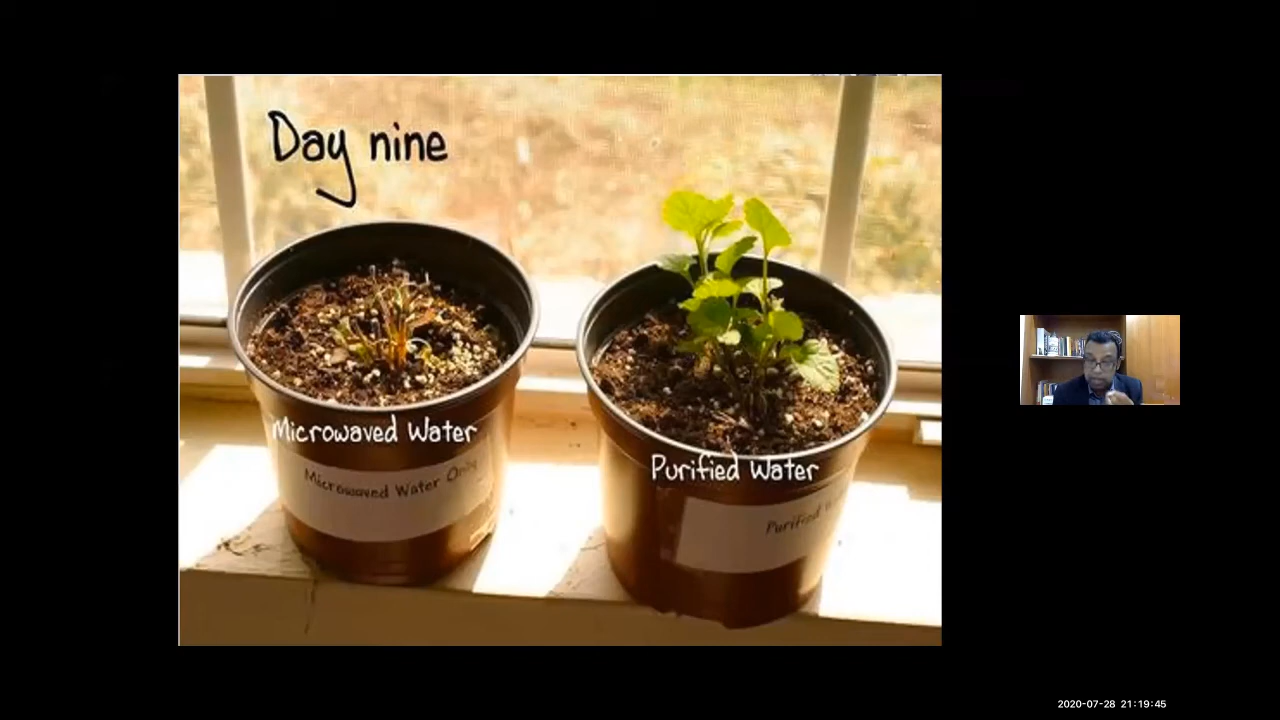 Day nine
Microwaved Water
Microwaved Water Only
Purified Water
Purified
2020-07-28 21:19:45